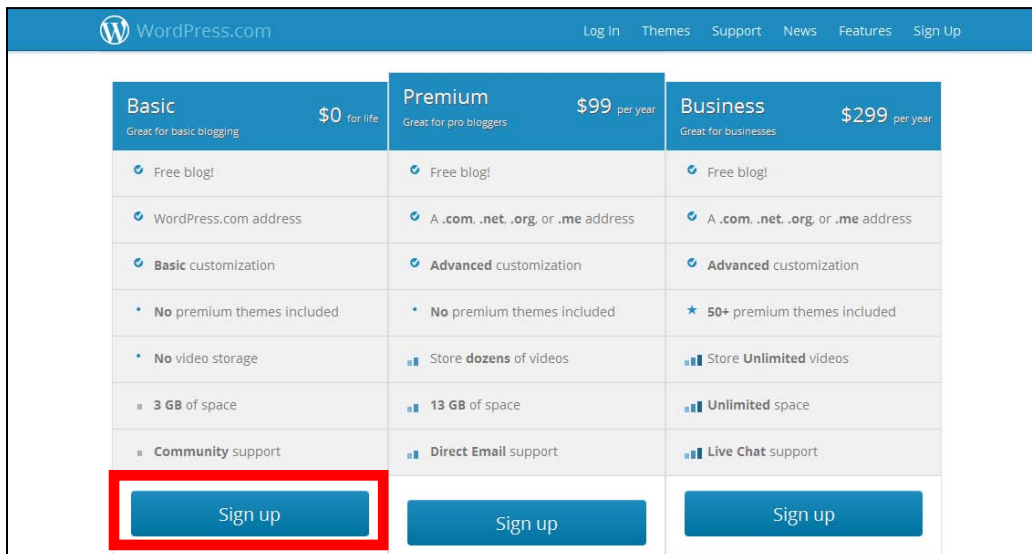 WordPress.com
Log In Themes Support News Features Sign Up
Basic
$0 for life
Great for basic blogging
Free blog!
WordPress.com address
Basic customization
No premium themes included
No video storage
3 GB of space
Community support
Sign up
Premium
$99 per year
Great for pro bloggers
Free blog!
A .com, .net, .org, or .me address
Advanced customization
No premium themes included
Store dozens of videos
13 GB of space
Direct Email support
Sign up
Business
$299 per year
Great for businesses
Free blog!
A .com, .net, .org, or .me address
Advanced customization
50+ premium themes included
Store Unlimited videos
Unlimited space
Live Chat support
Sign up